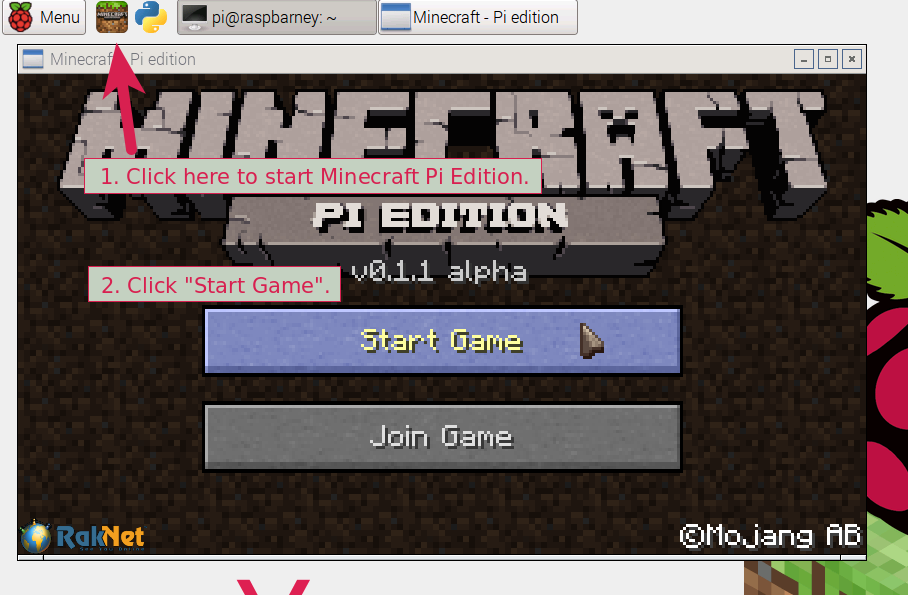 Menu
pi@raspbarney: ~
Minecraft - Pi edition
Minecraft - Pi edition
MINECRAFT
1. Click here to start Minecraft Pi Edition.
PI EDITION
v0.1.1 alpha
2. Click "Start Game".
Start Game
Join Game
RakNet
©Mojang AB